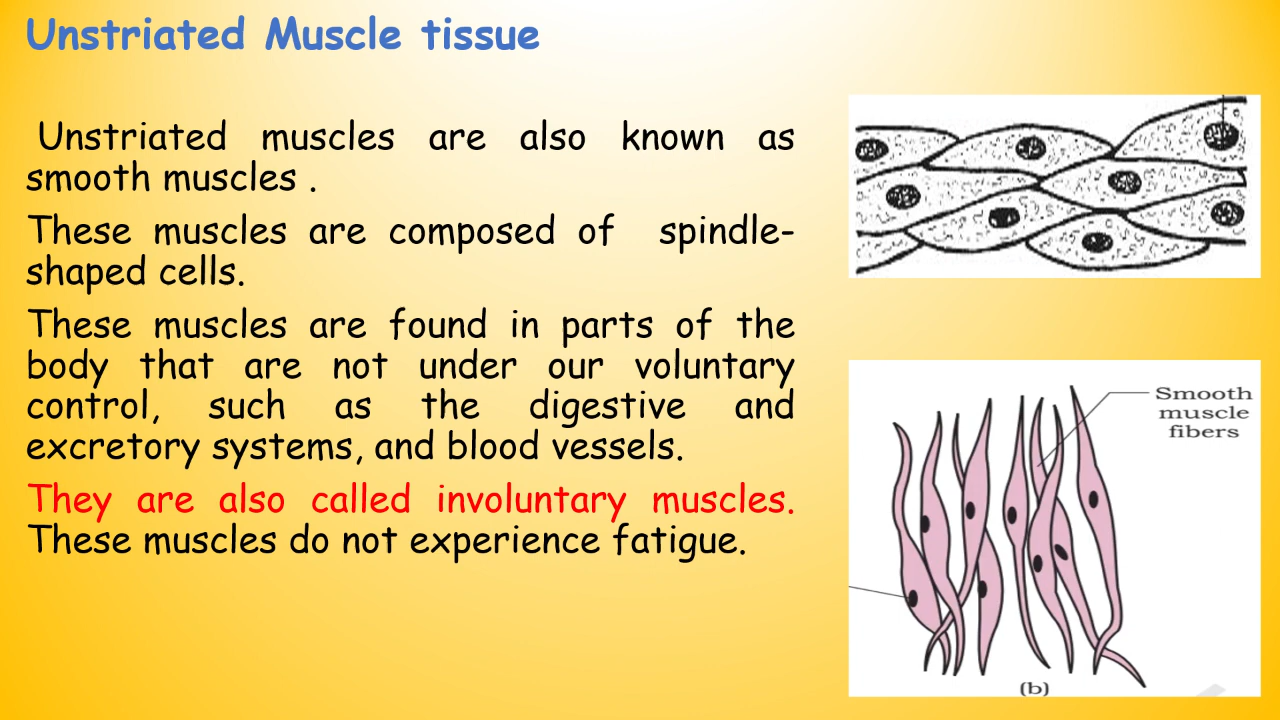 Unstriated Muscle tissue
Unstriated muscles are also known as
smooth muscles .
These muscles are composed of spindle-
shaped cells.
These muscles are found in parts of the
body that are not under our voluntary
control, such as the digestive and
excretory systems, and blood vessels.
They are also called involuntary muscles.
These muscles do not experience fatigue.
Smooth
muscle
fibers
(b)